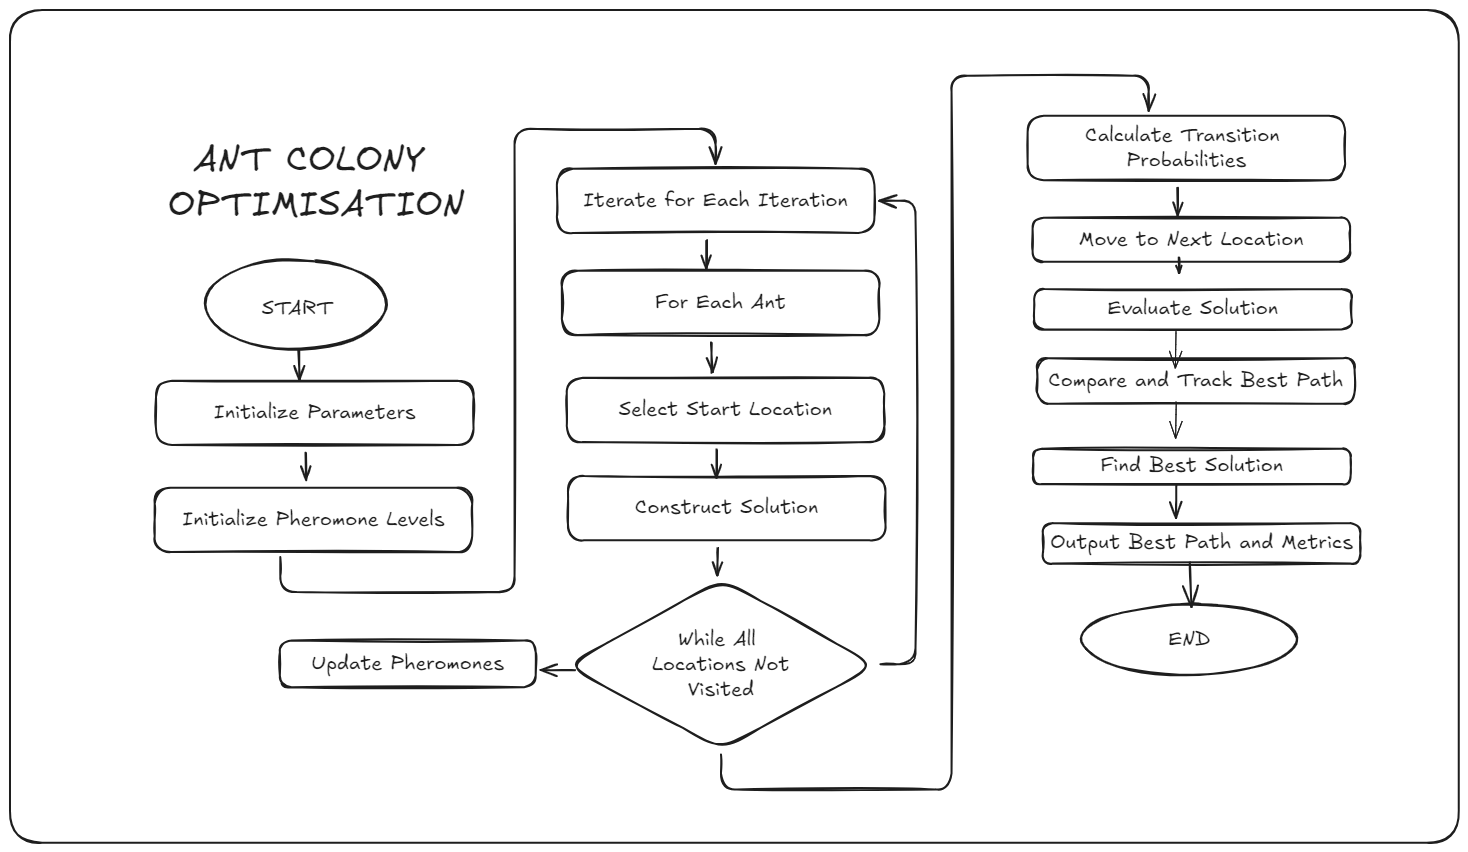 ANT COLONY
OPTIMISATION
START
Initialize Parameters
Initialize Pheromone Levels
Iterate for Each Iteration
For Each Ant
Select Start Location
Construct Solution
While All
Locations Not
Visited
Update Pheromones
Calculate Transition
Probabilities
Move to Next Location
Evaluate Solution
Compare and Track Best Path
Find Best Solution
Output Best Path and Metrics
END